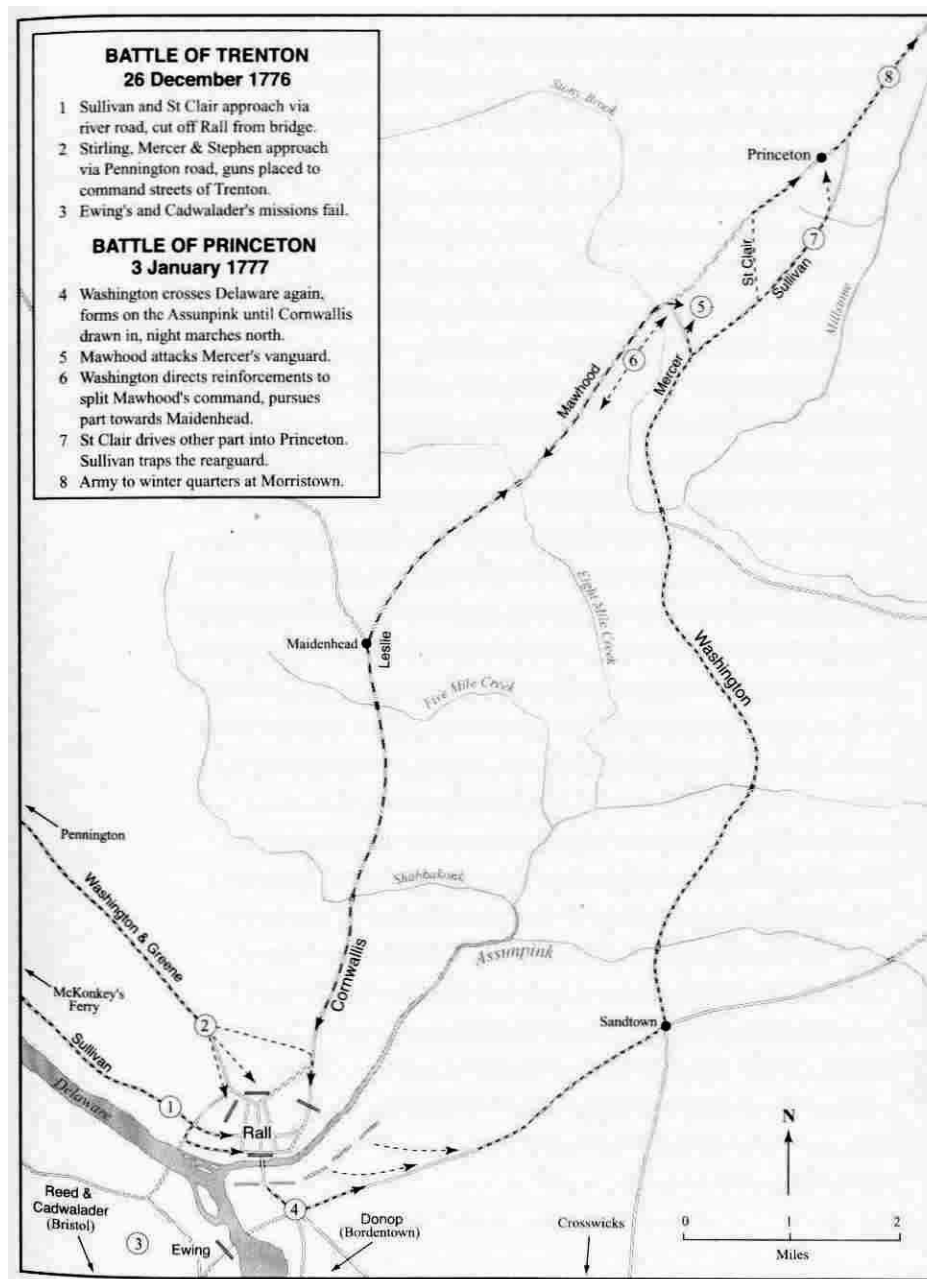 BATTLE OF TRENTON
26 December 1776
1 Sullivan and St Clair approach via
river road, cut off Rall from bridge.
2 Stirling, Mercer & Stephen approach
via Pennington road, guns placed to
command streets of Trenton.
3 Ewing's and Cadwalader's missions fail.
BATTLE OF PRINCETON
3 January 1777
4 Washington crosses Delaware again,
forms on the Assunpink until Cornwallis
drawn in, night marches north.
5 Mawhood attacks Mercer's vanguard.
6 Washington directs reinforcements to
split Mawhood's command, pursues
part towards Maidenhead.
7 St Clair drives other part into Princeton.
Sullivan traps the rearguard.
8 Army to winter quarters at Morristown.
8
Stony Brook
Princeton
7
St Clair
Sullivan
Millstone
5
6
Mawhood
Mercer
Eight Mile Creek
Maidenhead
Leslie
Washington
Five Mile Creek
Pennington
Shabbakonk
Washington & Greene
Cornwallis
Assunpink
McKonkey's
Ferry
2
Sandtown
Sullivan
Delaware
1
Rall
N
4
Reed &
Cadwalader
(Bristol)
Donop
(Bordentown)
Crosswicks
3
Ewing
0 1 2
Miles